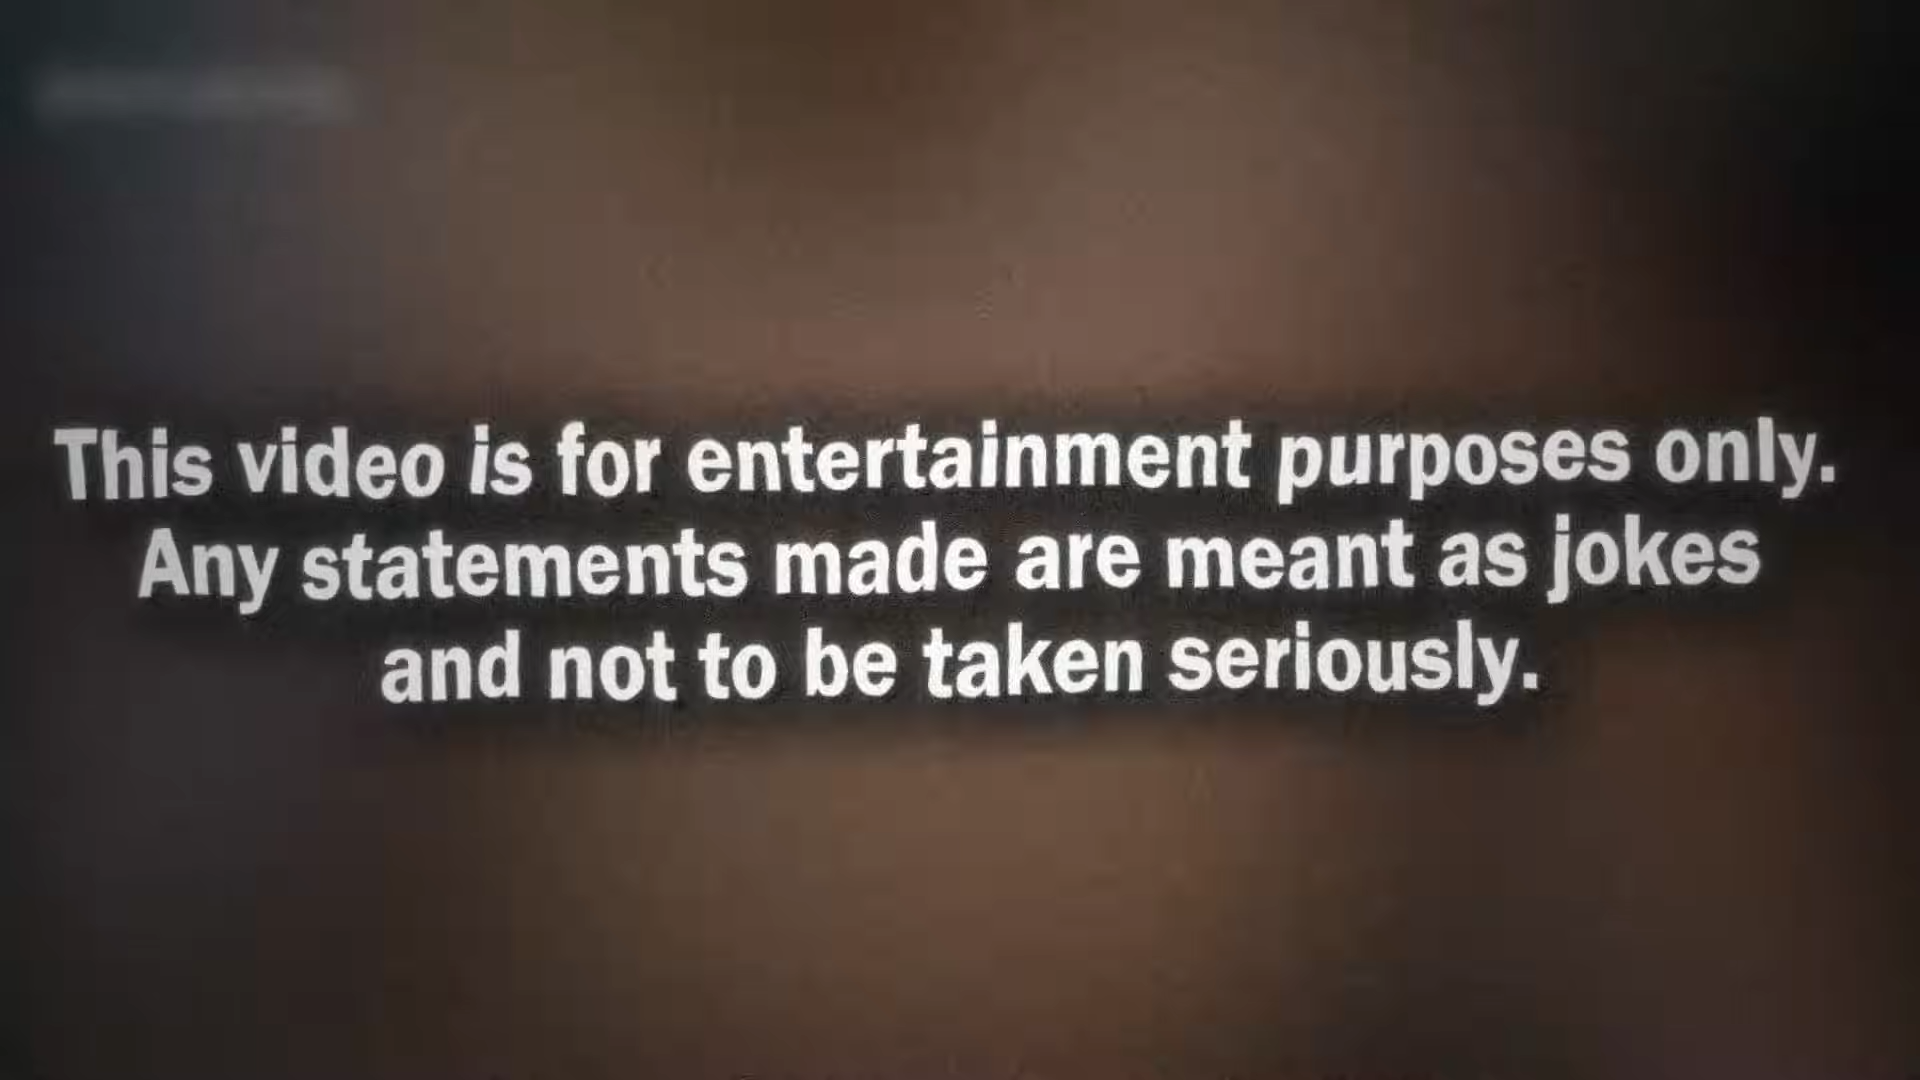 This video is for entertainment purposes only.
Any statements made are meant as jokes
and not to be taken seriously.